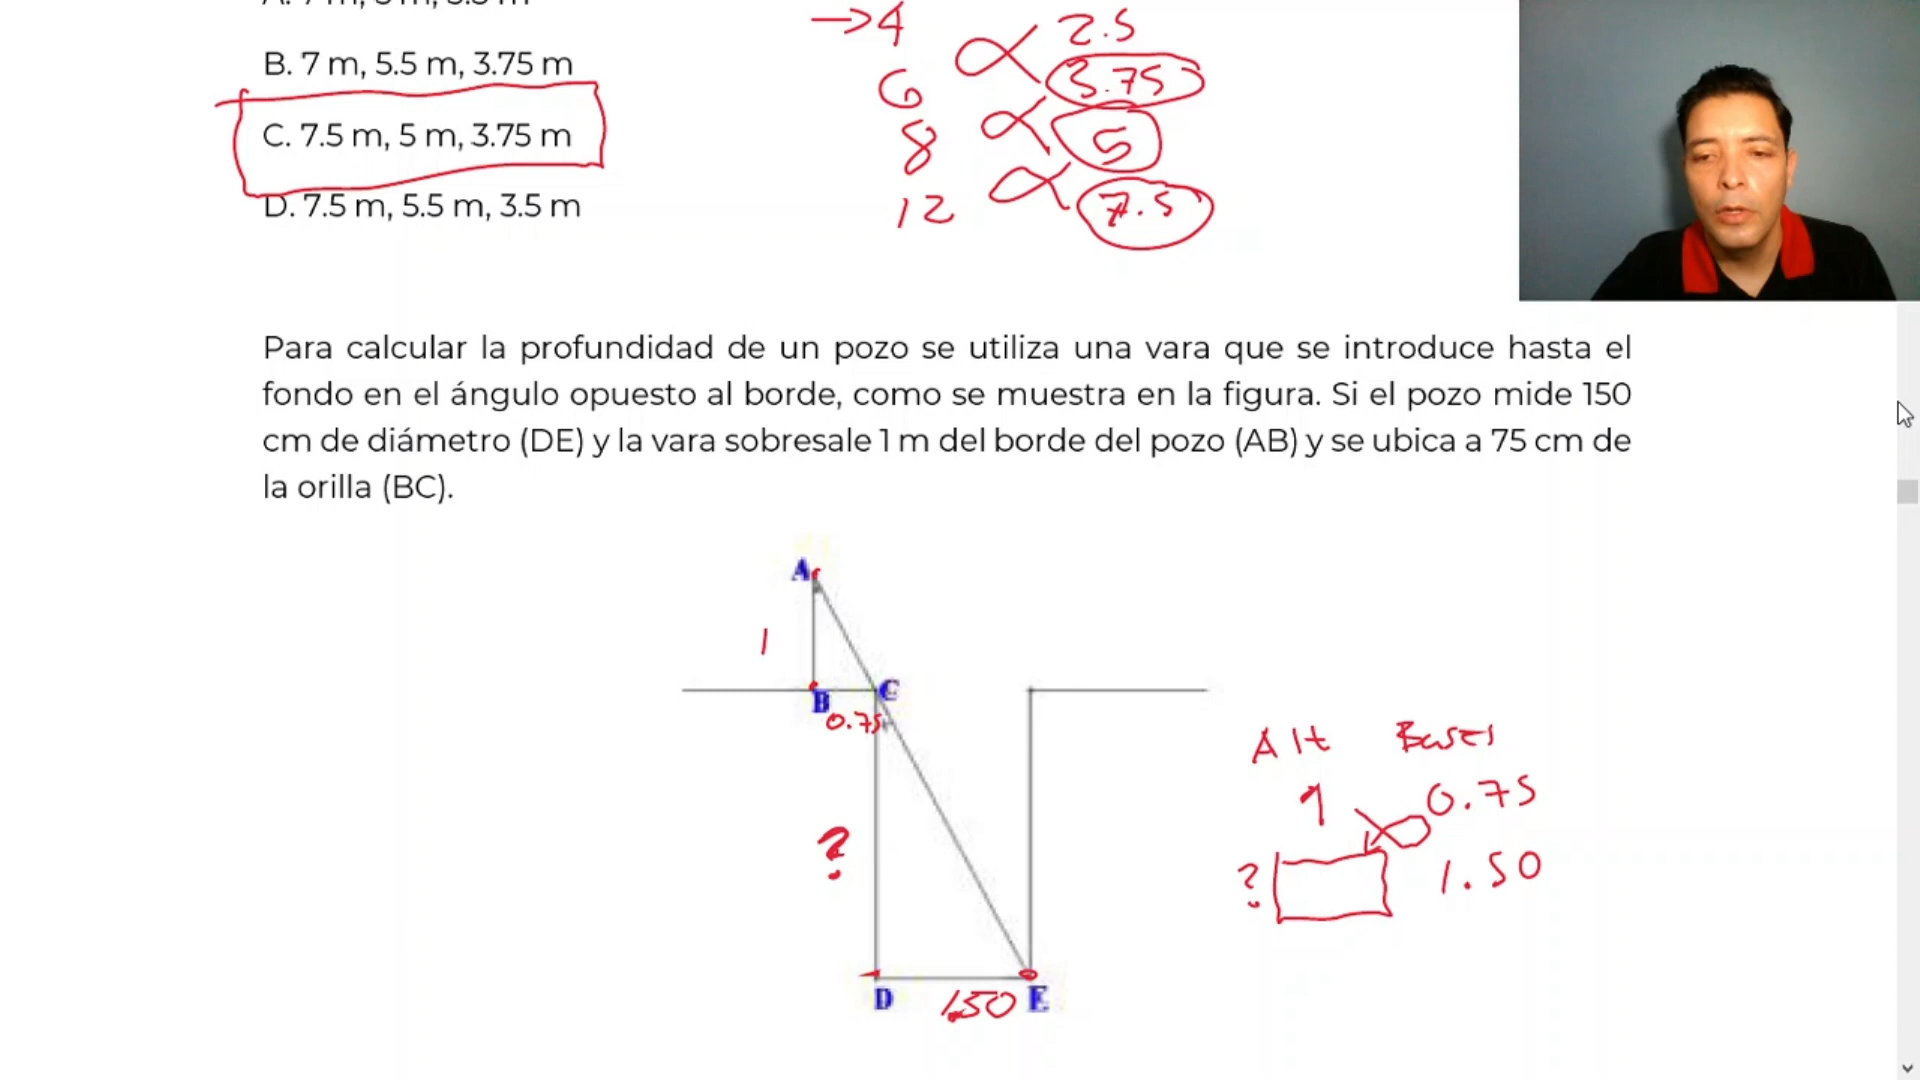 B. 7 m, 5.5 m, 3.75 m
C. 7.5 m, 5 m, 3.75 m
D. 7.5 m, 5.5 m, 3.5 m
→4 2.5
6 3.75
8 5
12 7.5
Para calcular la profundidad de un pozo se utiliza una vara que se introduce hasta el
fondo en el ángulo opuesto al borde, como se muestra en la figura. Si el pozo mide 150
cm de diámetro (DE) y la vara sobresale 1 m del borde del pozo (AB) y se ubica a 75 cm de
la orilla (BC).
A
1
B C
0.75
?
D 1.50 E
Alt Bases
1 0.75
? 1.50